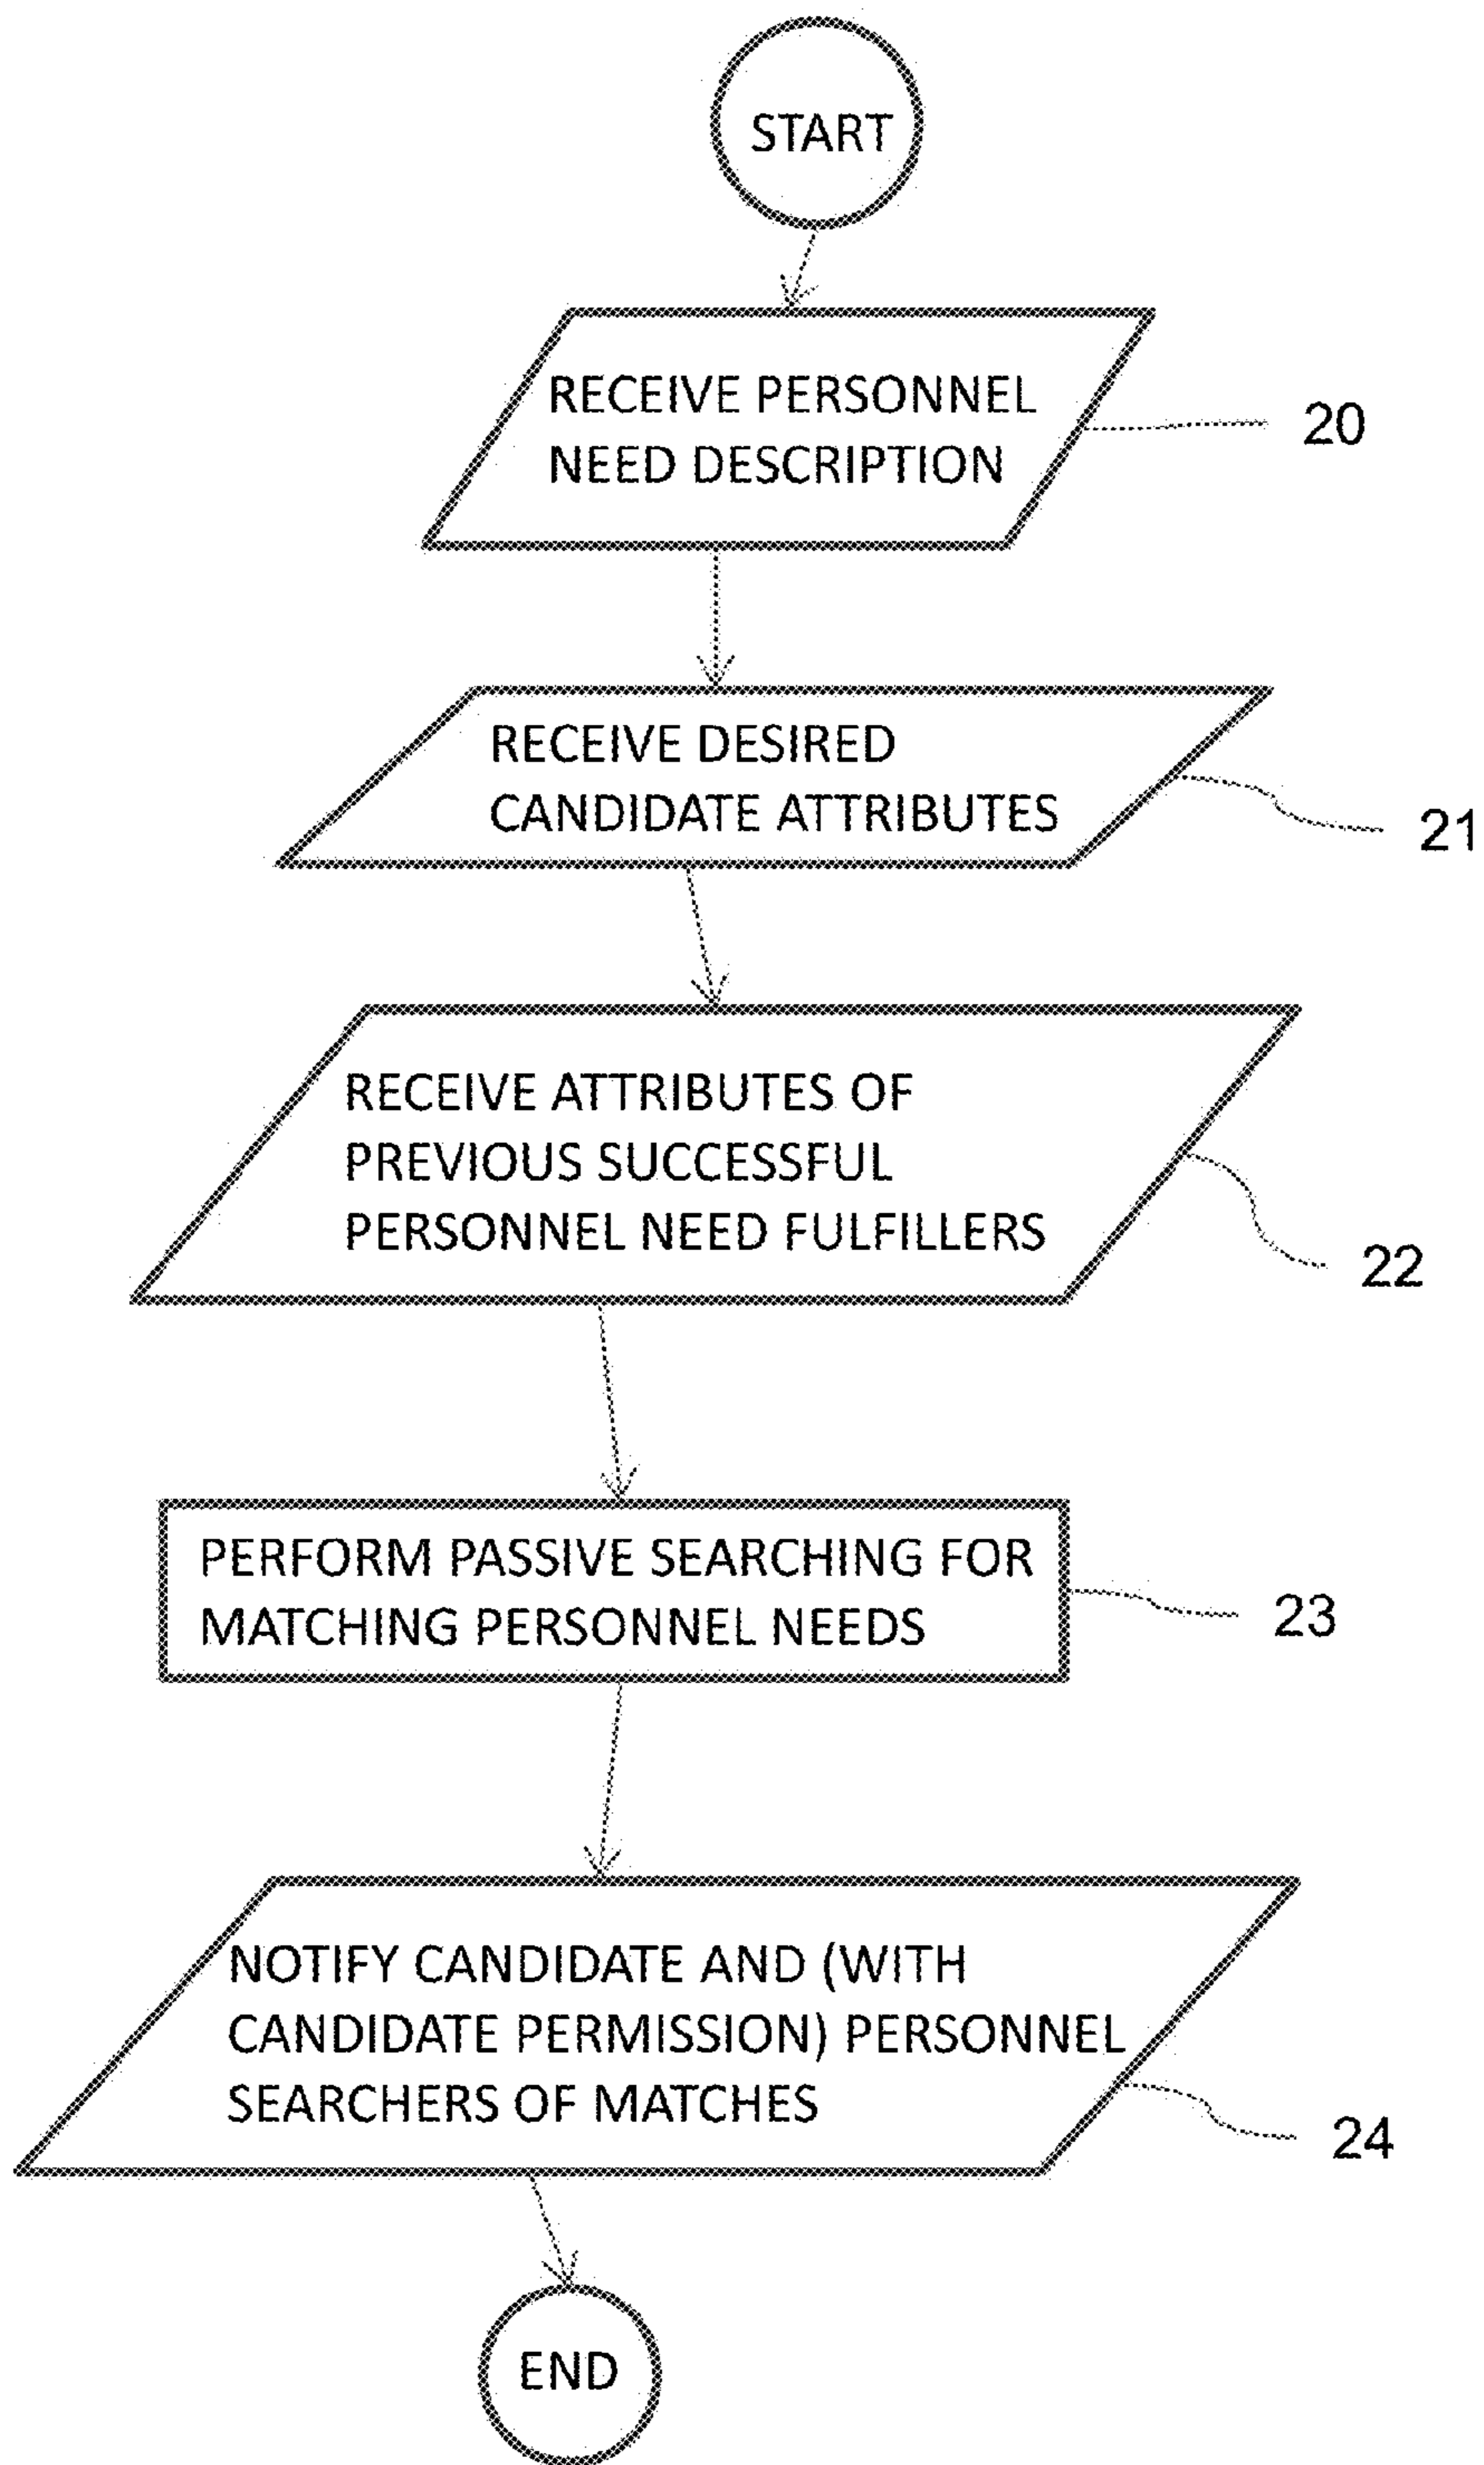 START
RECEIVE PERSONNEL
NEED DESCRIPTION
20
RECEIVE DESIRED
CANDIDATE ATTRIBUTES
21
RECEIVE ATTRIBUTES OF
PREVIOUS SUCCESSFUL
PERSONNEL NEED FULFILLERS
22
PERFORM PASSIVE SEARCHING FOR
MATCHING PERSONNEL NEEDS
23
NOTIFY CANDIDATE AND (WITH
CANDIDATE PERMISSION) PERSONNEL
SEARCHERS OF MATCHES
24
END